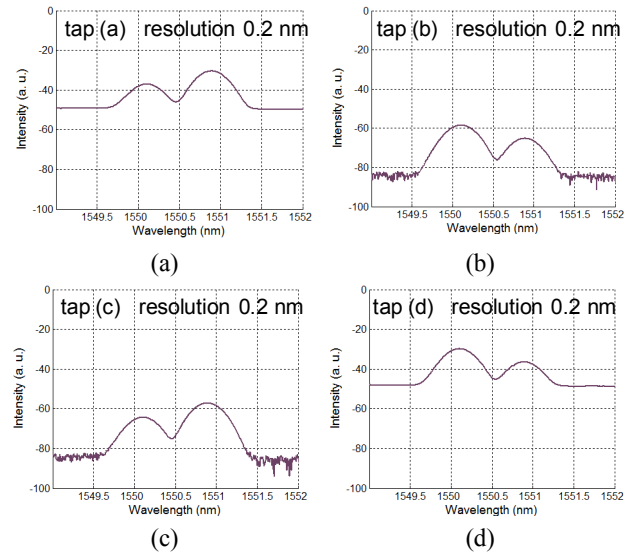 tap (a) resolution 0.2 nm
0
-20
-40
-60
-80
-100
Intensity (a. u.)
1549.5 1550 1550.5 1551 1551.5 1552
Wavelength (nm)
(a)
tap (b) resolution 0.2 nm
0
-20
-40
-60
-80
-100
Intensity (a. u.)
1549.5 1550 1550.5 1551 1551.5 1552
Wavelength (nm)
(b)
tap (c) resolution 0.2 nm
0
-20
-40
-60
-80
-100
Intensity (a. u.)
1549.5 1550 1550.5 1551 1551.5 1552
Wavelength (nm)
(c)
tap (d) resolution 0.2 nm
0
-20
-40
-60
-80
-100
Intensity (a. u.)
1549.5 1550 1550.5 1551 1551.5 1552
Wavelength (nm)
(d)